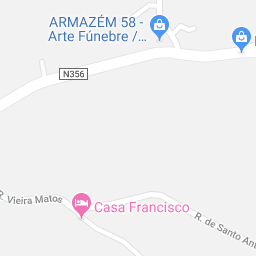 ARMAZÉM 58 -
Arte Fúnebre /...
N356
R. Vieira Matos
Casa Francisco
R. de Santo An